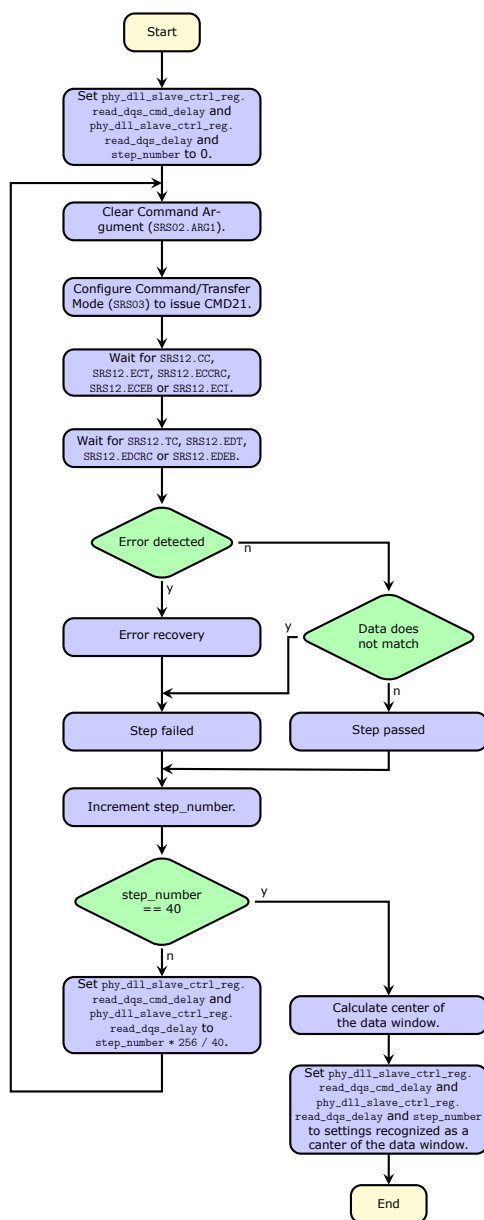 Start
Set phy_dll_slave_ctrl_reg.
read_dqs_cmd_delay and
phy_dll_slave_ctrl_reg.
read_dqs_delay and
step_number to 0.
Clear Command Ar-
gument (SRS02.ARG1).
Configure Command/Transfer
Mode (SRS03) to issue CMD21.
Wait for SRS12.CC,
SRS12.ECT, SRS12.ECCRC,
SRS12.ECEB or SRS12.ECI.
Wait for SRS12.TC, SRS12.EDT,
SRS12.EDCRC or SRS12.EDEB.
Error detected
n
y
Error recovery
y
Data does
not match
n
Step failed
Step passed
Increment step_number.
step_number
== 40
y
n
Set phy_dll_slave_ctrl_reg.
read_dqs_cmd_delay and
phy_dll_slave_ctrl_reg.
read_dqs_delay to
step_number * 256 / 40.
Calculate center of
the data window.
Set phy_dll_slave_ctrl_reg.
read_dqs_cmd_delay and
phy_dll_slave_ctrl_reg.
read_dqs_delay and step_number
to settings recognized as a
canter of the data window.
End